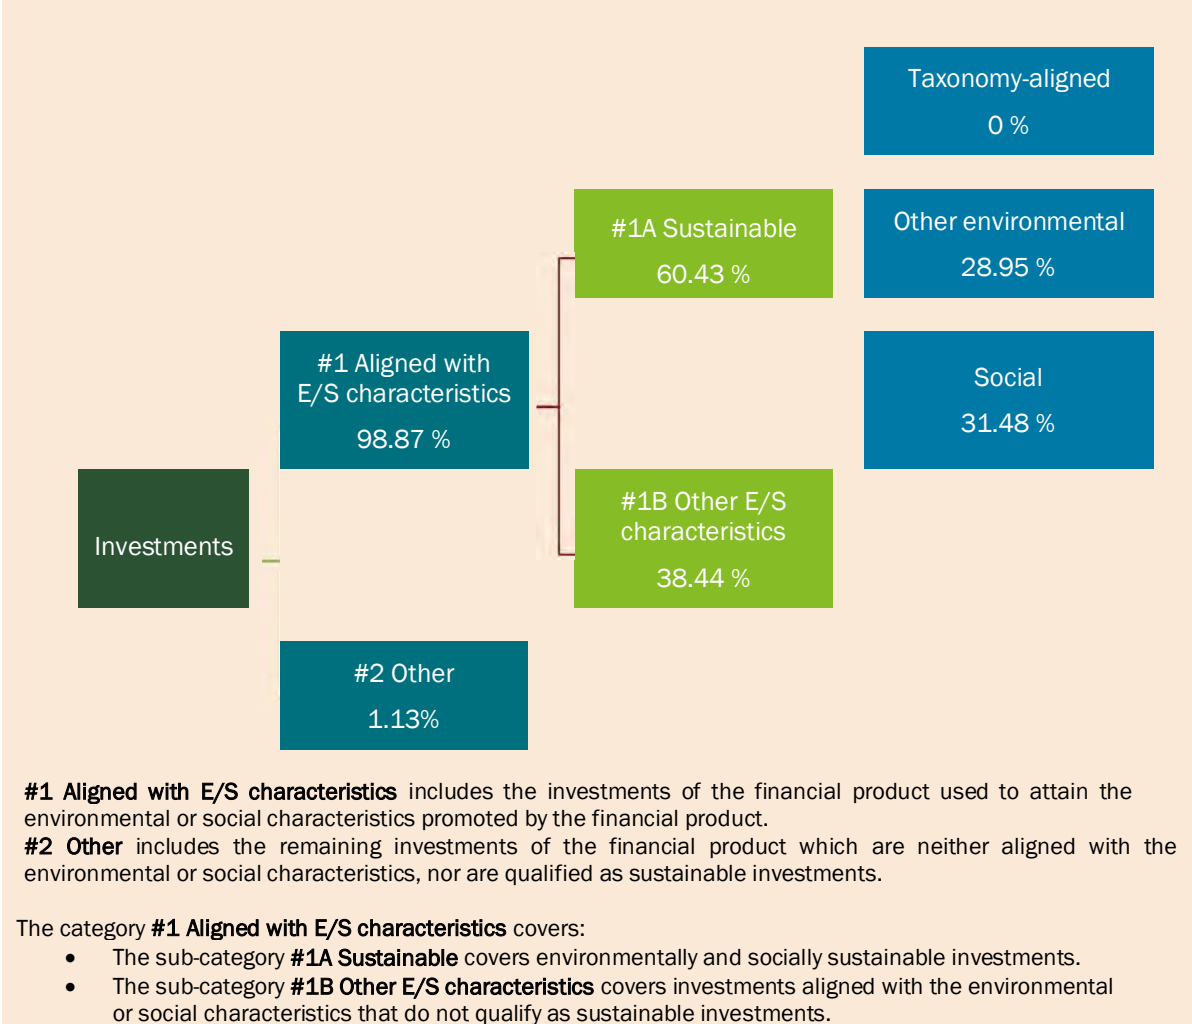 Taxonomy-aligned
0 %
#1A Sustainable
60.43 %
Other environmental
28.95 %
#1 Aligned with
E/S characteristics
98.87 %
Social
31.48 %
Investments
#1B Other E/S
characteristics
38.44 %
#2 Other
1.13%
#1 Aligned with E/S characteristics includes the investments of the financial product used to attain the
environmental or social characteristics promoted by the financial product.
#2 Other includes the remaining investments of the financial product which are neither aligned with the
environmental or social characteristics, nor are qualified as sustainable investments.
The category #1 Aligned with E/S characteristics covers:
• The sub-category #1A Sustainable covers environmentally and socially sustainable investments.
• The sub-category #1B Other E/S characteristics covers investments aligned with the environmental
or social characteristics that do not qualify as sustainable investments.